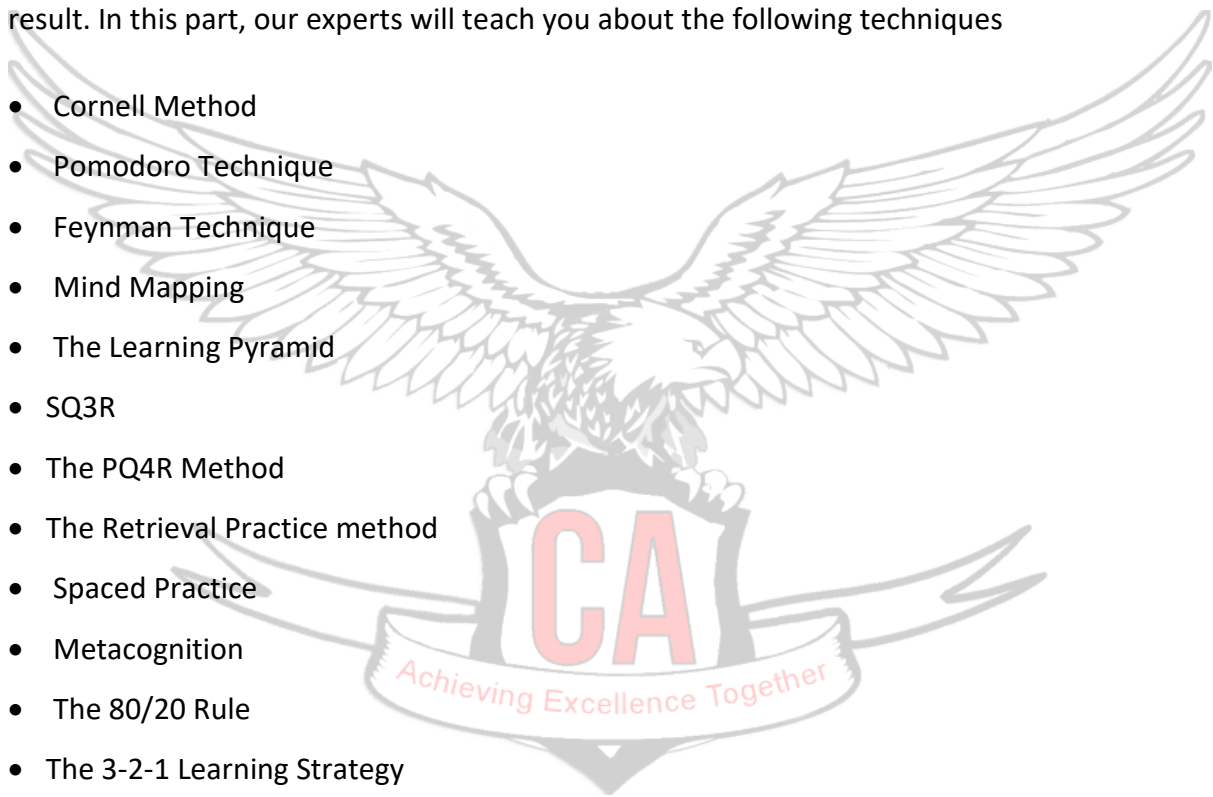 result. In this part, our experts will teach you about the following techniques
• Cornell Method
• Pomodoro Technique
• Feynman Technique
• Mind Mapping
• The Learning Pyramid
• SQ3R
• The PQ4R Method
• The Retrieval Practice method
• Spaced Practice
• Metacognition
• The 80/20 Rule
• The 3-2-1 Learning Strategy
CA
Achieving Excellence Together